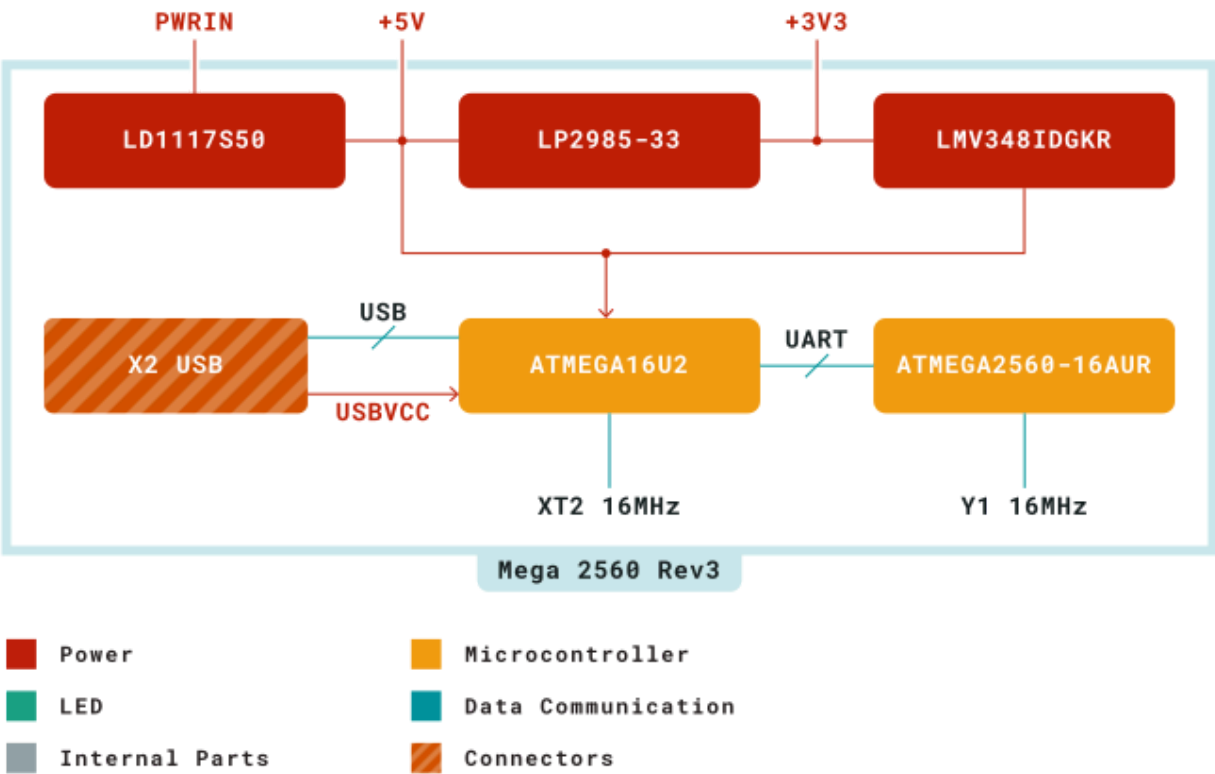 PWRIN
+5V
+3V3
LD1117S50
LP2985-33
LMV348IDGKR
USB
X2 USB
ATMEGA16U2
UART
ATMEGA2560-16AUR
USBVCC
XT2 16MHz
Y1 16MHz
Mega 2560 Rev3
Power
Microcontroller
LED
Data Communication
Internal Parts
Connectors